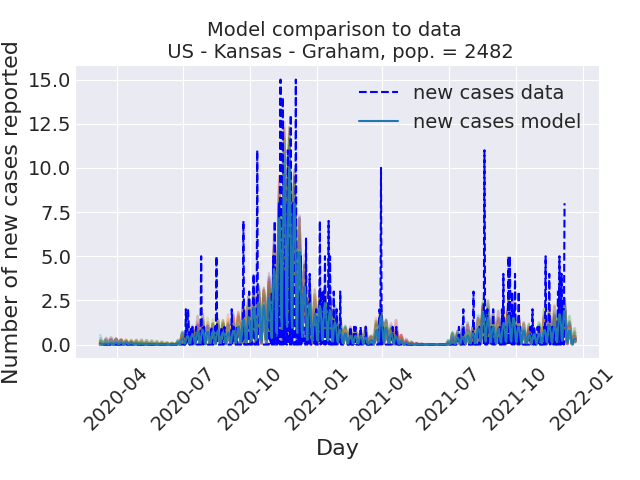 Model comparison to data
US - Kansas - Graham, pop. = 2482
Number of new cases reported
15.0
12.5
10.0
7.5
5.0
2.5
0.0
new cases data
new cases model
2020-04
2020-07
2020-10
2021-01
2021-04
2021-07
2021-10
2022-01
Day